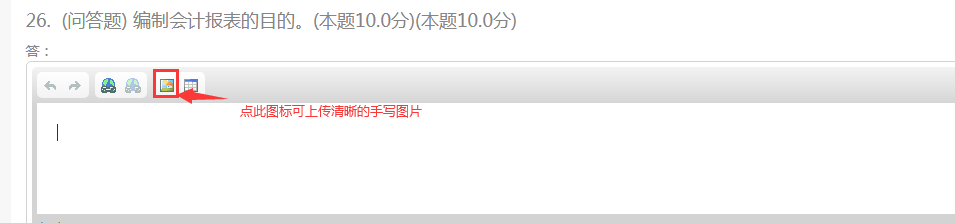 26. (问答题) 编制会计报表的目的。(本题10.0分)(本题10.0分)
答：
点此图标可上传清晰的手写图片